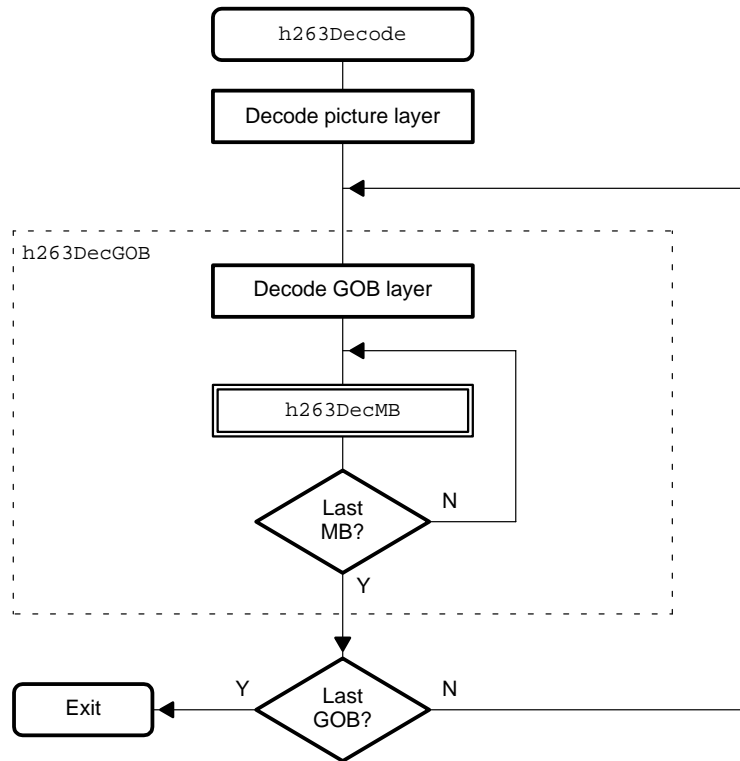 h263Decode
Decode picture layer
h263DecGOB
Decode GOB layer
h263DecMB
Last
MB?
N
Y
Last
GOB?
Y
N
Exit